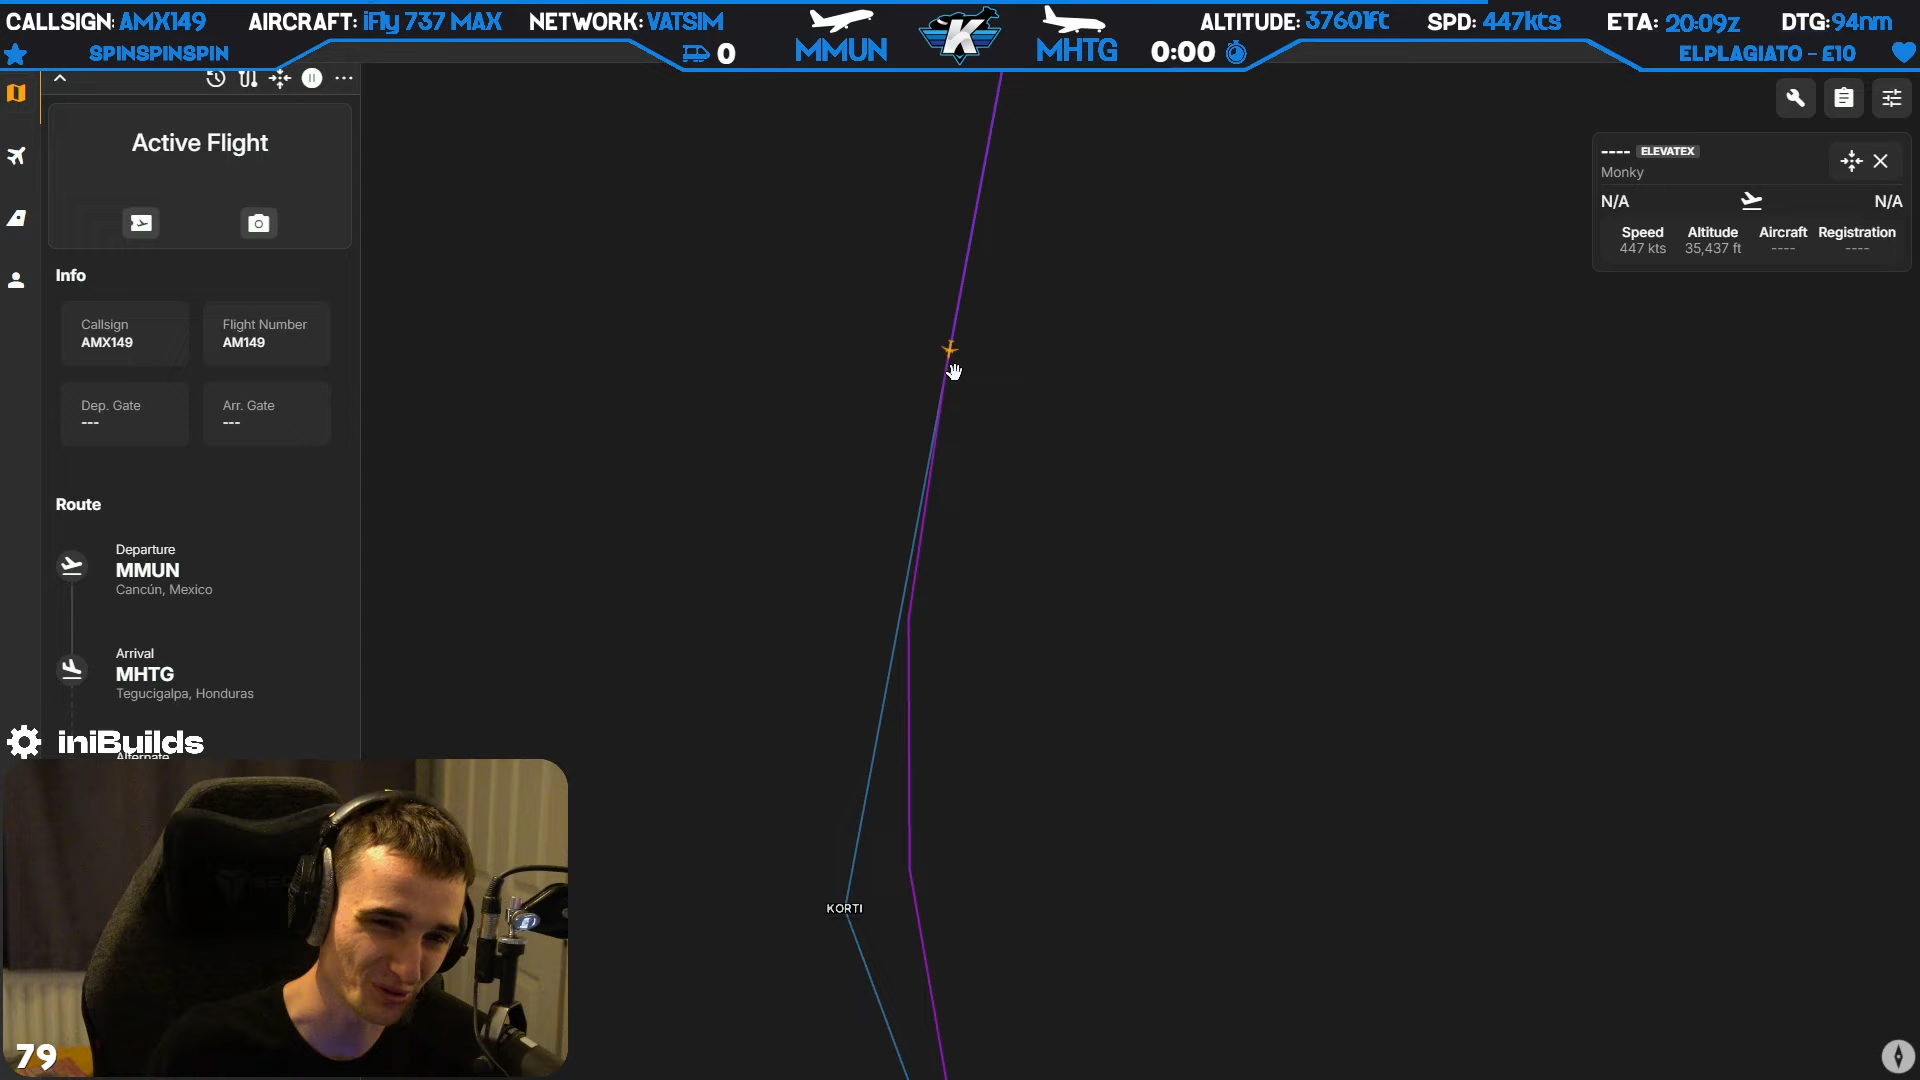 CALLSIGN: AMX149 AIRCRAFT: iFly 737 MAX NETWORK: VATSIM
MMUN K MHTG 0:00
ALTITUDE: 37601ft SPD: 447kts ETA: 20:09z DTG:94nm
SPINSPINSPIN 0 ELPLAGIATO - £10
Active Flight
Info
Callsign
AMX149
Flight Number
AM149
Dep. Gate
---
Arr. Gate
---
Route
Departure
MMUN
Cancún, Mexico
Arrival
MHTG
Tegucigalpa, Honduras
Alternate
iniBuilds
79
KORTI
---- ELEVATEX
Monky
N/A N/A
Speed Altitude Aircraft Registration
447 kts 35,437 ft ---- ----